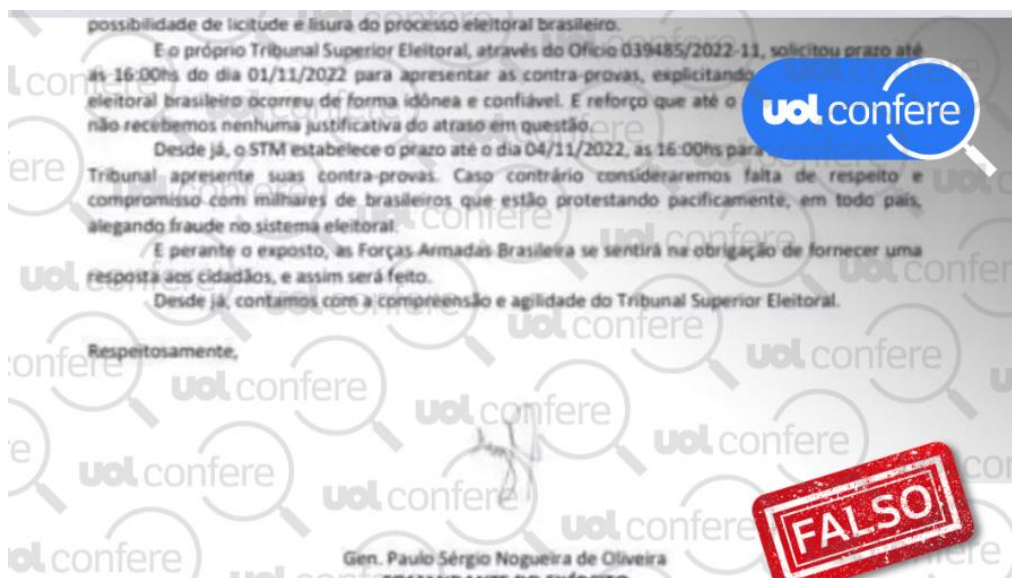 possibilidade de licitude e lisura do processo eleitoral brasileiro.
E o próprio Tribunal Superior Eleitoral, através do Oficio 039485/2022-11, solicitou prazo até
as 16:00hs do dia 01/11/2022 para apresentar as contra-provas, explicitando
eleitoral brasileiro ocorreu de forma idônea e confiável. E reforço que até o
não recebemos nenhuma justificativa do atraso em questão.
Desde já, o STM estabelece o prazo até o dia 04/11/2022, as 16:00hs para
Tribunal apresente suas contra-provas. Caso contrário consideraremos falta de respeito e
compromisso com milhares de brasileiros que estão protestando pacificamente, em todo país,
alegando fraude no sistema eleitoral.
E perante o exposto, as Forças Armadas Brasileira se sentirá na obrigação de fornecer uma
resposta aos cidadãos, e assim será feito.
Desde já, contamos com a compreensão e agilidade do Tribunal Superior Eleitoral.
Respeitosamente,
Gen. Paulo Sérgio Nogueira de Oliveira
COMANDANTE DO EXÉRCITO
uol confere
FALSO